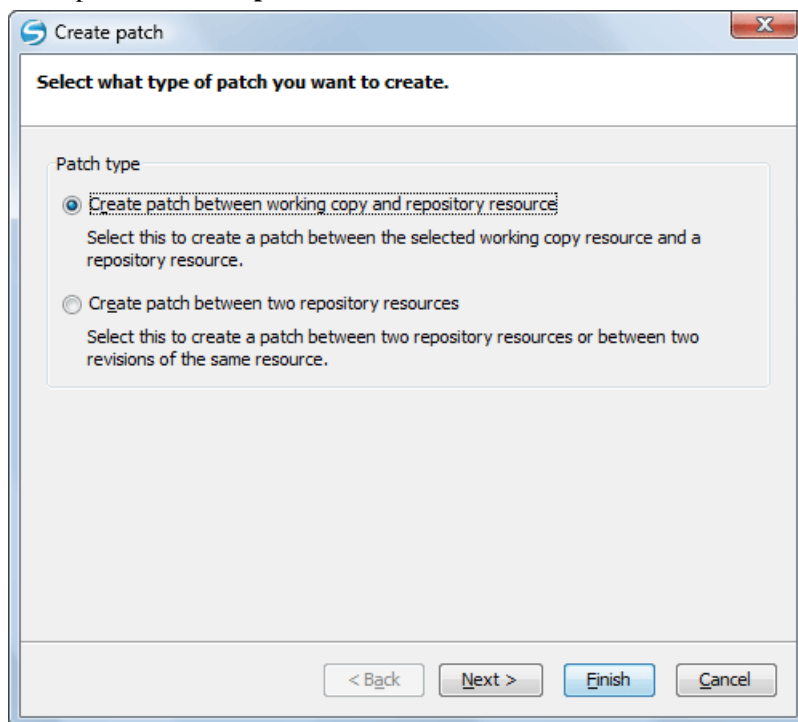 Create patch
Select what type of patch you want to create.
Patch type
Create patch between working copy and repository resource
Select this to create a patch between the selected working copy resource and a
repository resource.
Create patch between two repository resources
Select this to create a patch between two repository resources or between two
revisions of the same resource.
< Back Next > Finish Cancel